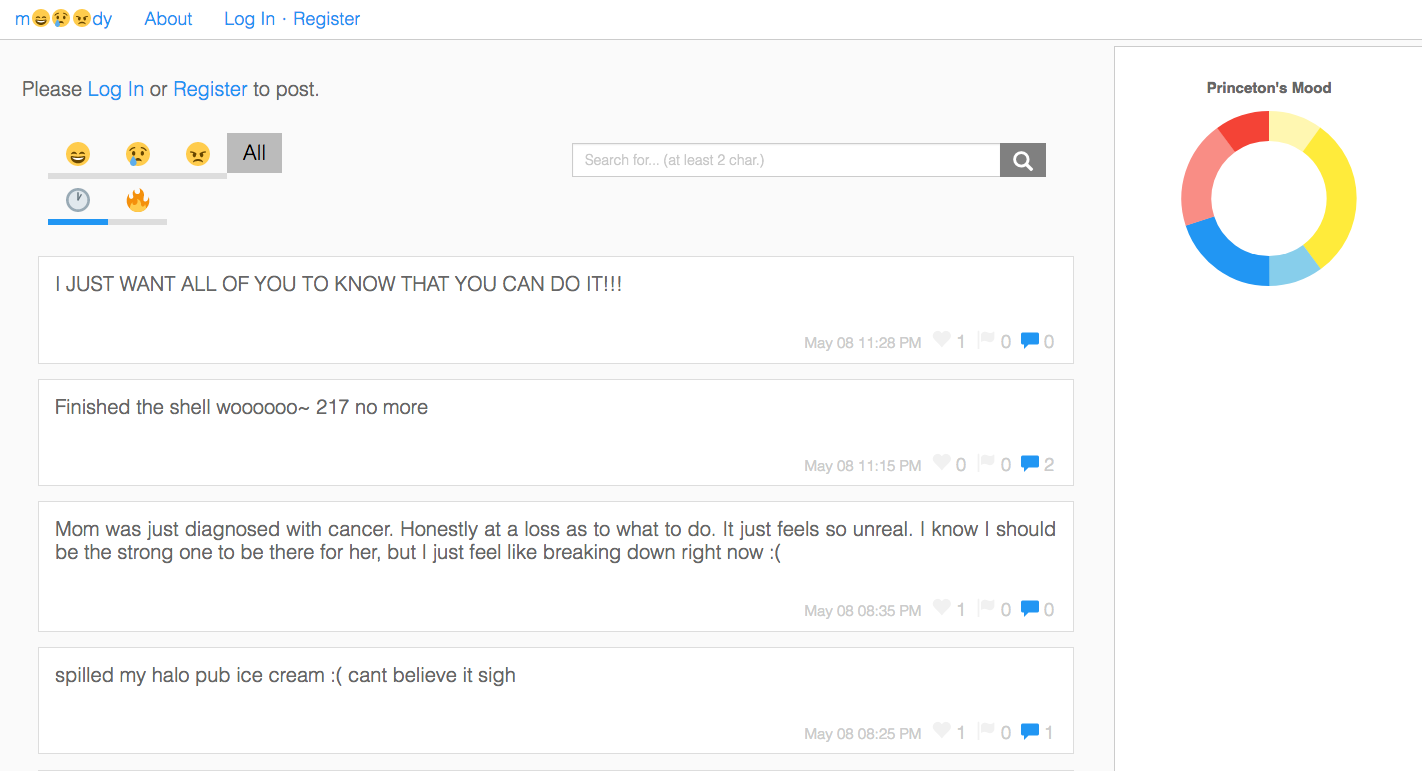 m😄😢😠dy About Log In · Register
Please Log In or Register to post.
All
Search for... (at least 2 char.)
I JUST WANT ALL OF YOU TO KNOW THAT YOU CAN DO IT!!!
May 08 11:28 PM 1 0 0
Finished the shell woooooo~ 217 no more
May 08 11:15 PM 0 0 2
Mom was just diagnosed with cancer. Honestly at a loss as to what to do. It just feels so unreal. I know I should
be the strong one to be there for her, but I just feel like breaking down right now :(
May 08 08:35 PM 1 0 0
spilled my halo pub ice cream :( cant believe it sigh
May 08 08:25 PM 1 0 1
Princeton's Mood